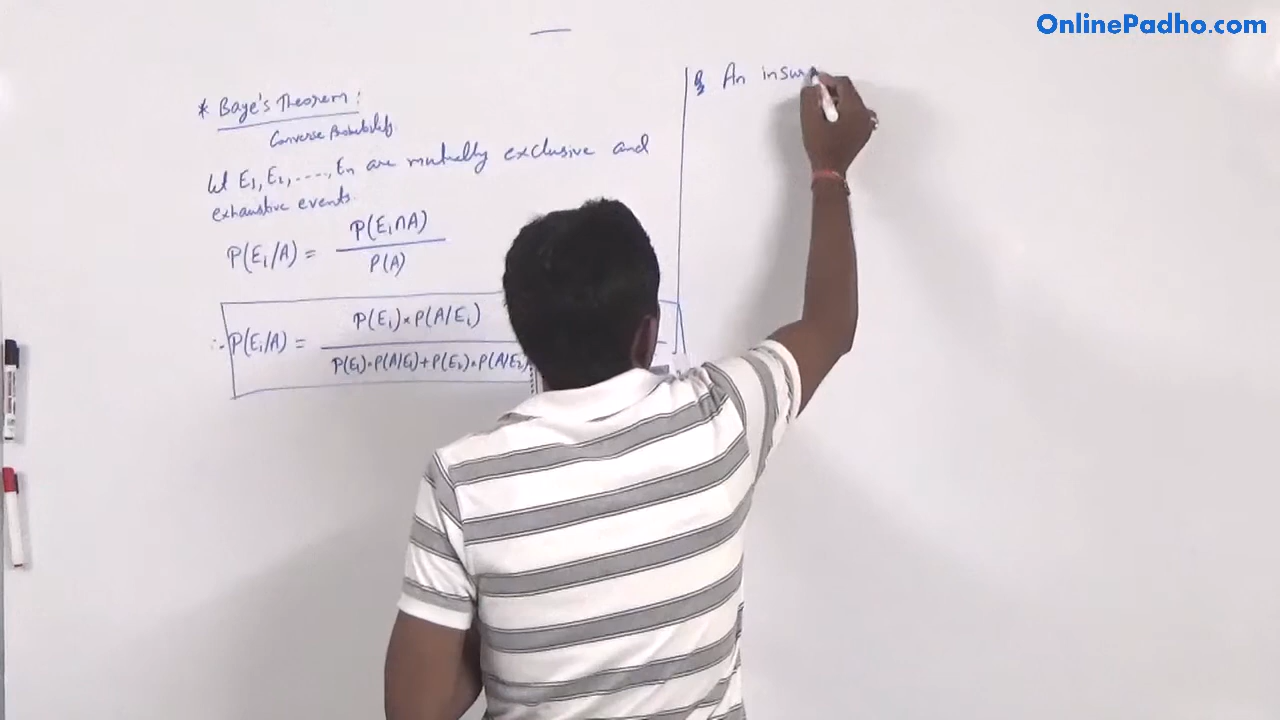 OnlinePadho.com
* Baye's Theorem:
Converse Probability
Let E₁, E₂, ....., Eₙ are mutually exclusive and
exhaustive events.
P(E₁/A) = P(E₁∩A) / P(A)
∴ P(E₁/A) = P(E₁)×P(A/E₁) / P(E₁)×P(A/E₁)+P(E₂)×P(A/E₂)
Q An insur